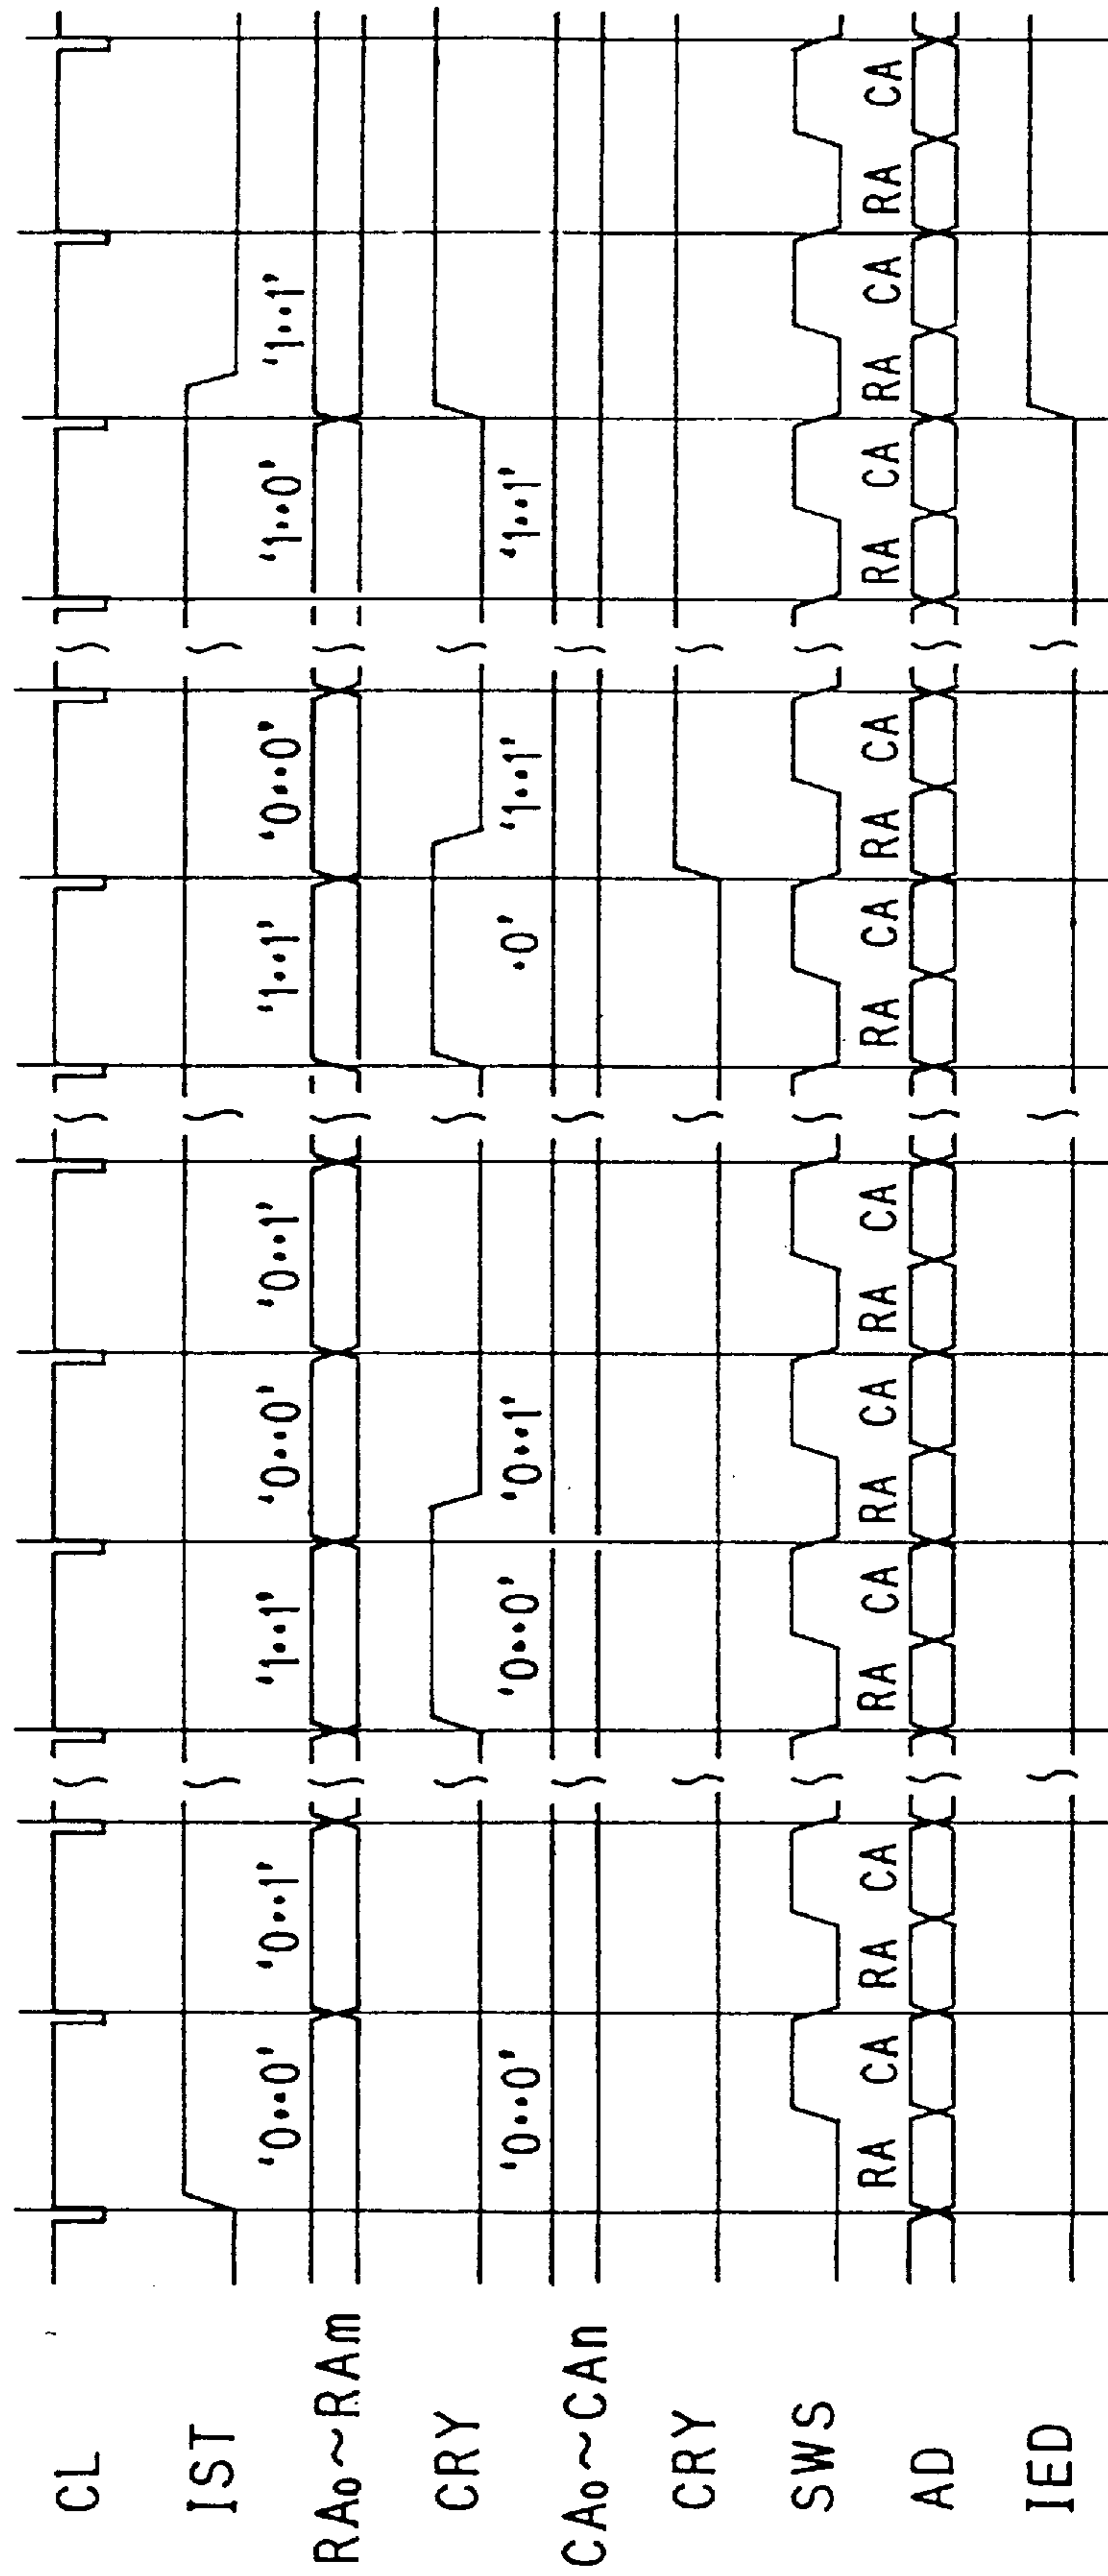 CL
IST
'0••0' '0••1' '1••1' '0••0' '0••1' '1••1' '0••0' '1••0' '1••1'
RA₀~RAm
CRY
'0••0' '0••0' '0••1' •0' '1••1' '1••1'
CA₀~CAn
CRY
SWS
RA CA RA CA RA CA RA CA RA CA RA CA RA CA RA CA RA CA RA CA
AD
IED